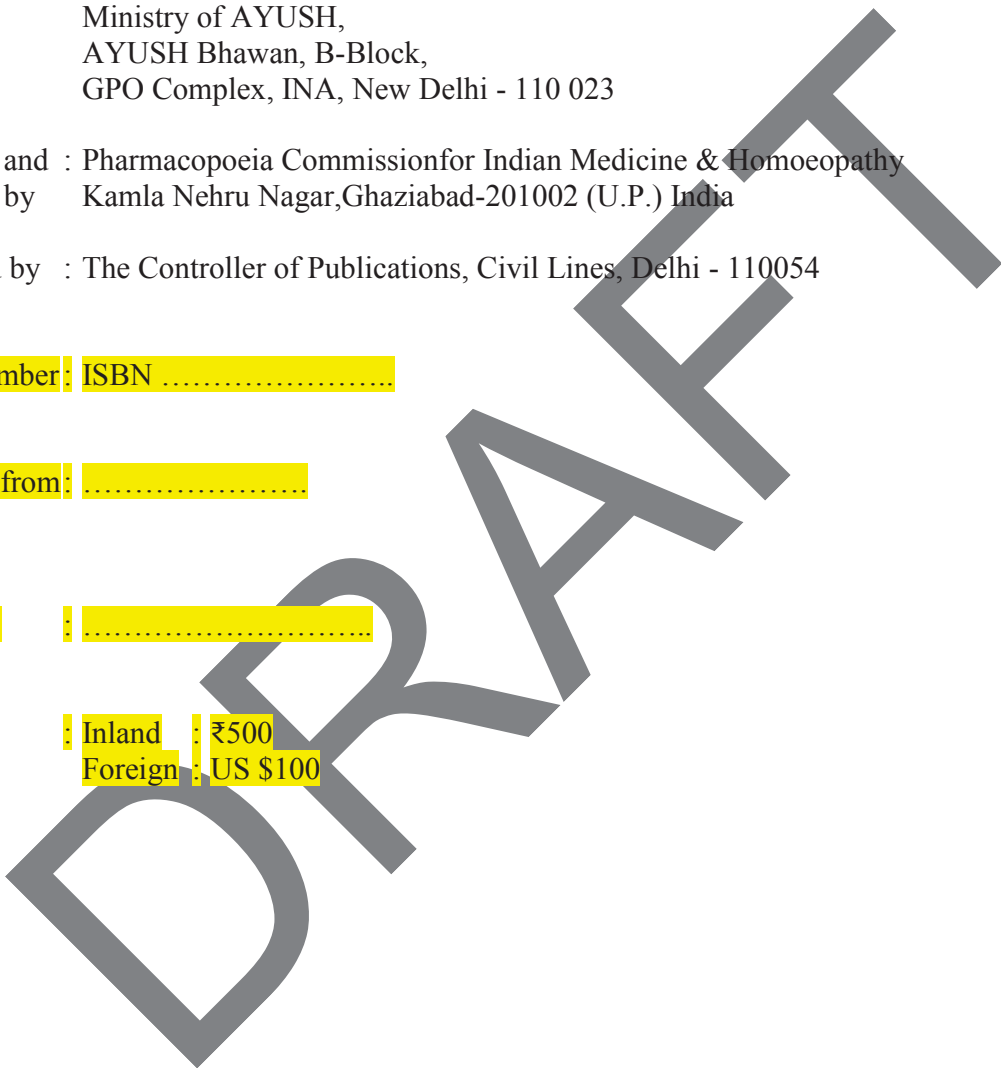 Ministry of AYUSH,
AYUSH Bhawan, B-Block,
GPO Complex, INA, New Delhi - 110 023
and : Pharmacopoeia Commissionfor Indian Medicine & Homoeopathy
by Kamla Nehru Nagar,Ghaziabad-201002 (U.P.) India
by : The Controller of Publications, Civil Lines, Delhi - 110054
: ISBN …………………..
from: ………………….
: ………………………..
: Inland : ₹500
Foreign : US $100
DRAFT